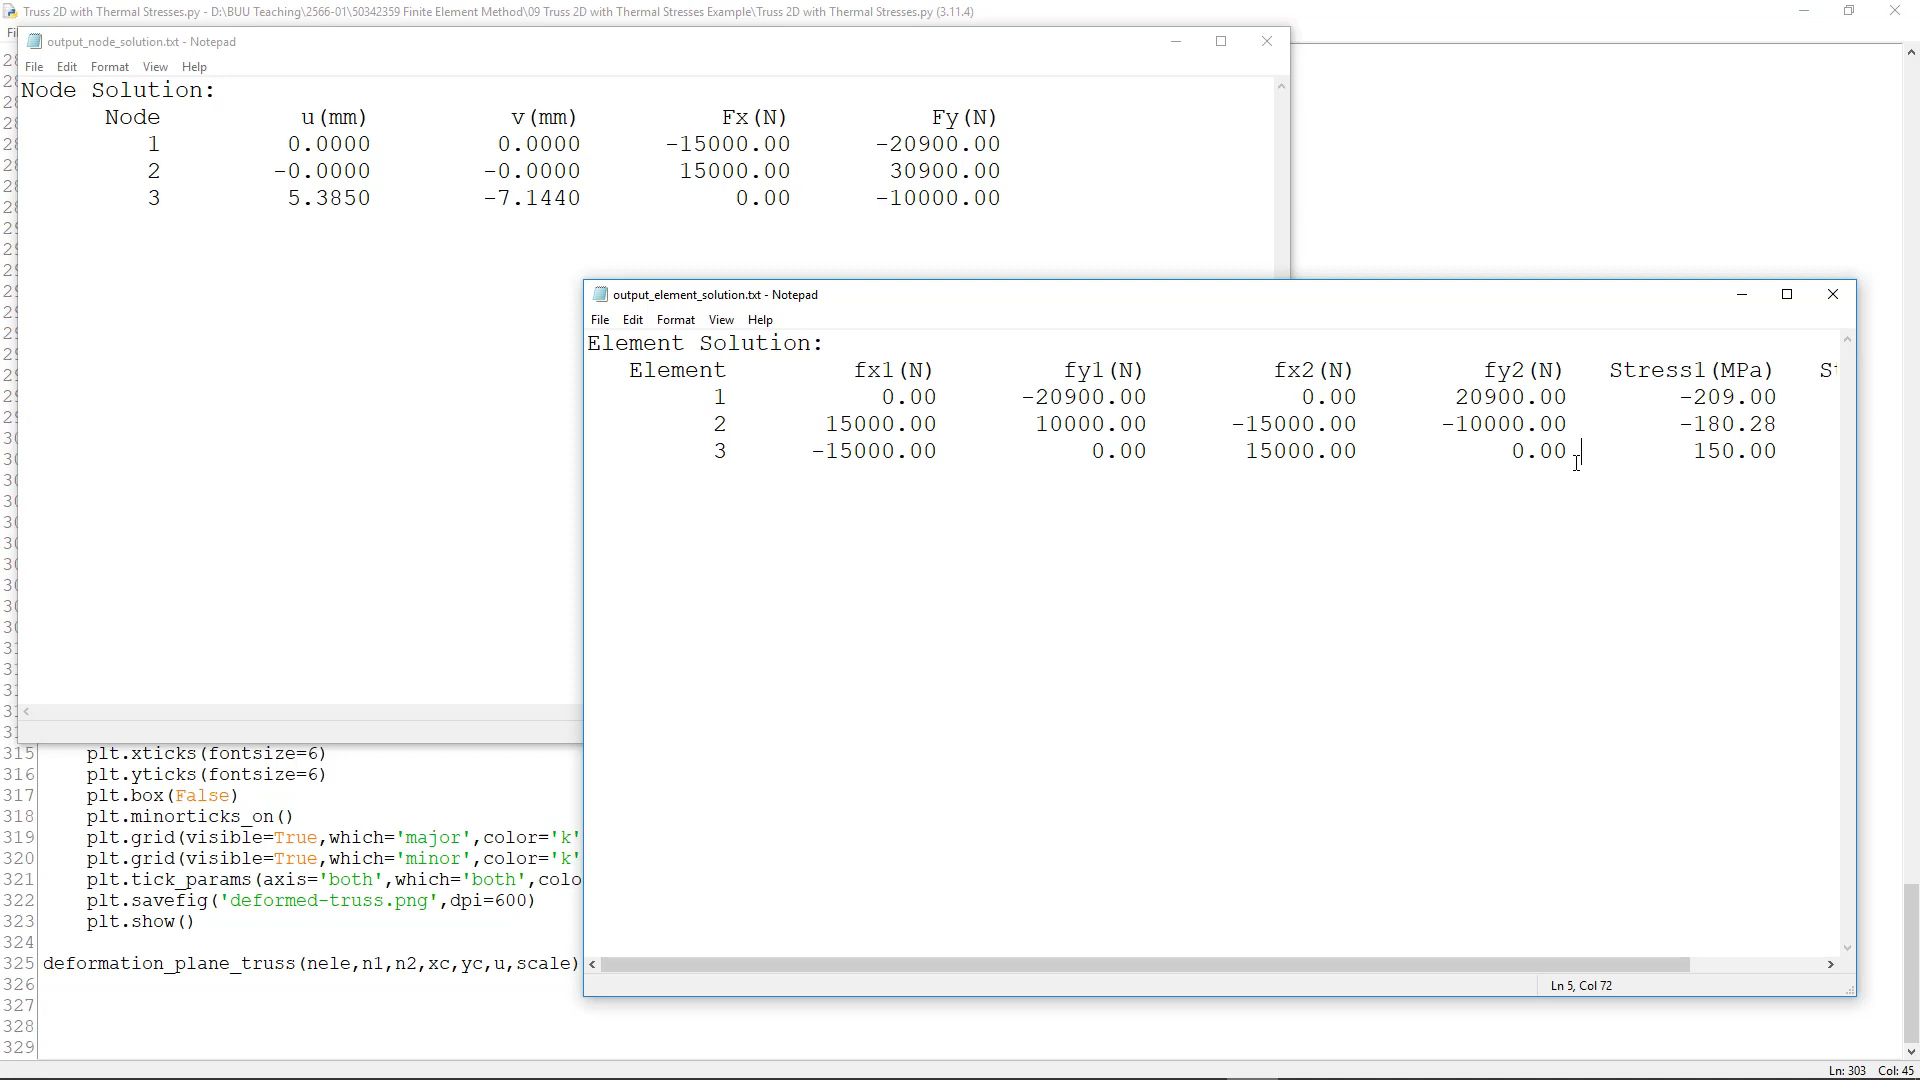 Truss 2D with Thermal Stresses.py - D:\BUU Teaching\2566-01\50342359 Finite Element Method\09 Truss 2D with Thermal Stresses Example\Truss 2D with Thermal Stresses.py (3.11.4)
output_node_solution.txt - Notepad
File Edit Format View Help
Node Solution:
Node u(mm) v(mm) Fx(N) Fy(N)
1 0.0000 0.0000 -15000.00 -20900.00
2 -0.0000 -0.0000 15000.00 30900.00
3 5.3850 -7.1440 0.00 -10000.00
output_element_solution.txt - Notepad
File Edit Format View Help
Element Solution:
Element fx1(N) fy1(N) fx2(N) fy2(N) Stress1(MPa)
1 0.00 -20900.00 0.00 20900.00 -209.00
2 15000.00 10000.00 -15000.00 -10000.00 -180.28
3 -15000.00 0.00 15000.00 0.00 150.00
Ln 5, Col 72
315 plt.xticks(fontsize=6)
316 plt.yticks(fontsize=6)
317 plt.box(False)
318 plt.minorticks_on()
319 plt.grid(visible=True,which='major',color='k'
320 plt.grid(visible=True,which='minor',color='k'
321 plt.tick_params(axis='both',which='both',colo
322 plt.savefig('deformed-truss.png',dpi=600)
323 plt.show()
324
325 deformation_plane_truss(nele,n1,n2,xc,yc,u,scale)
326
327
328
329
Ln: 303 Col: 45